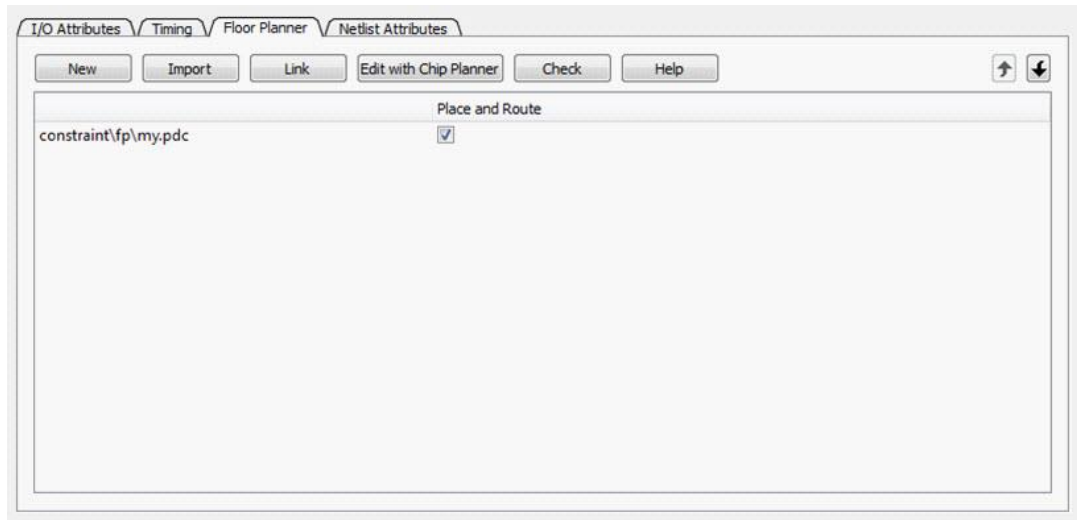 I/O Attributes Timing Floor Planner Netlist Attributes
New Import Link Edit with Chip Planner Check Help
Place and Route
constraint\fp\my.pdc